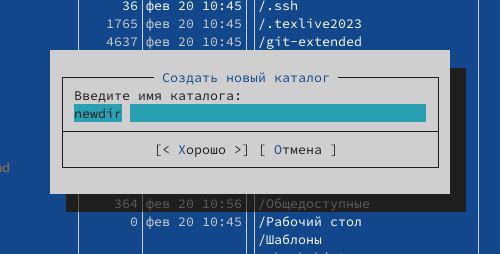 36 фев 20 10:45 /.ssh
1765 фев 20 10:45 /.texlive2023
4637 фев 20 10:45 /git-extended
Создать новый каталог
Введите имя каталога:
newdir
[< Хорошо >] [ Отмена ]
364 фев 20 10:56 /Общедоступные
0 фев 20 10:45 /Рабочий стол
/Шаблоны